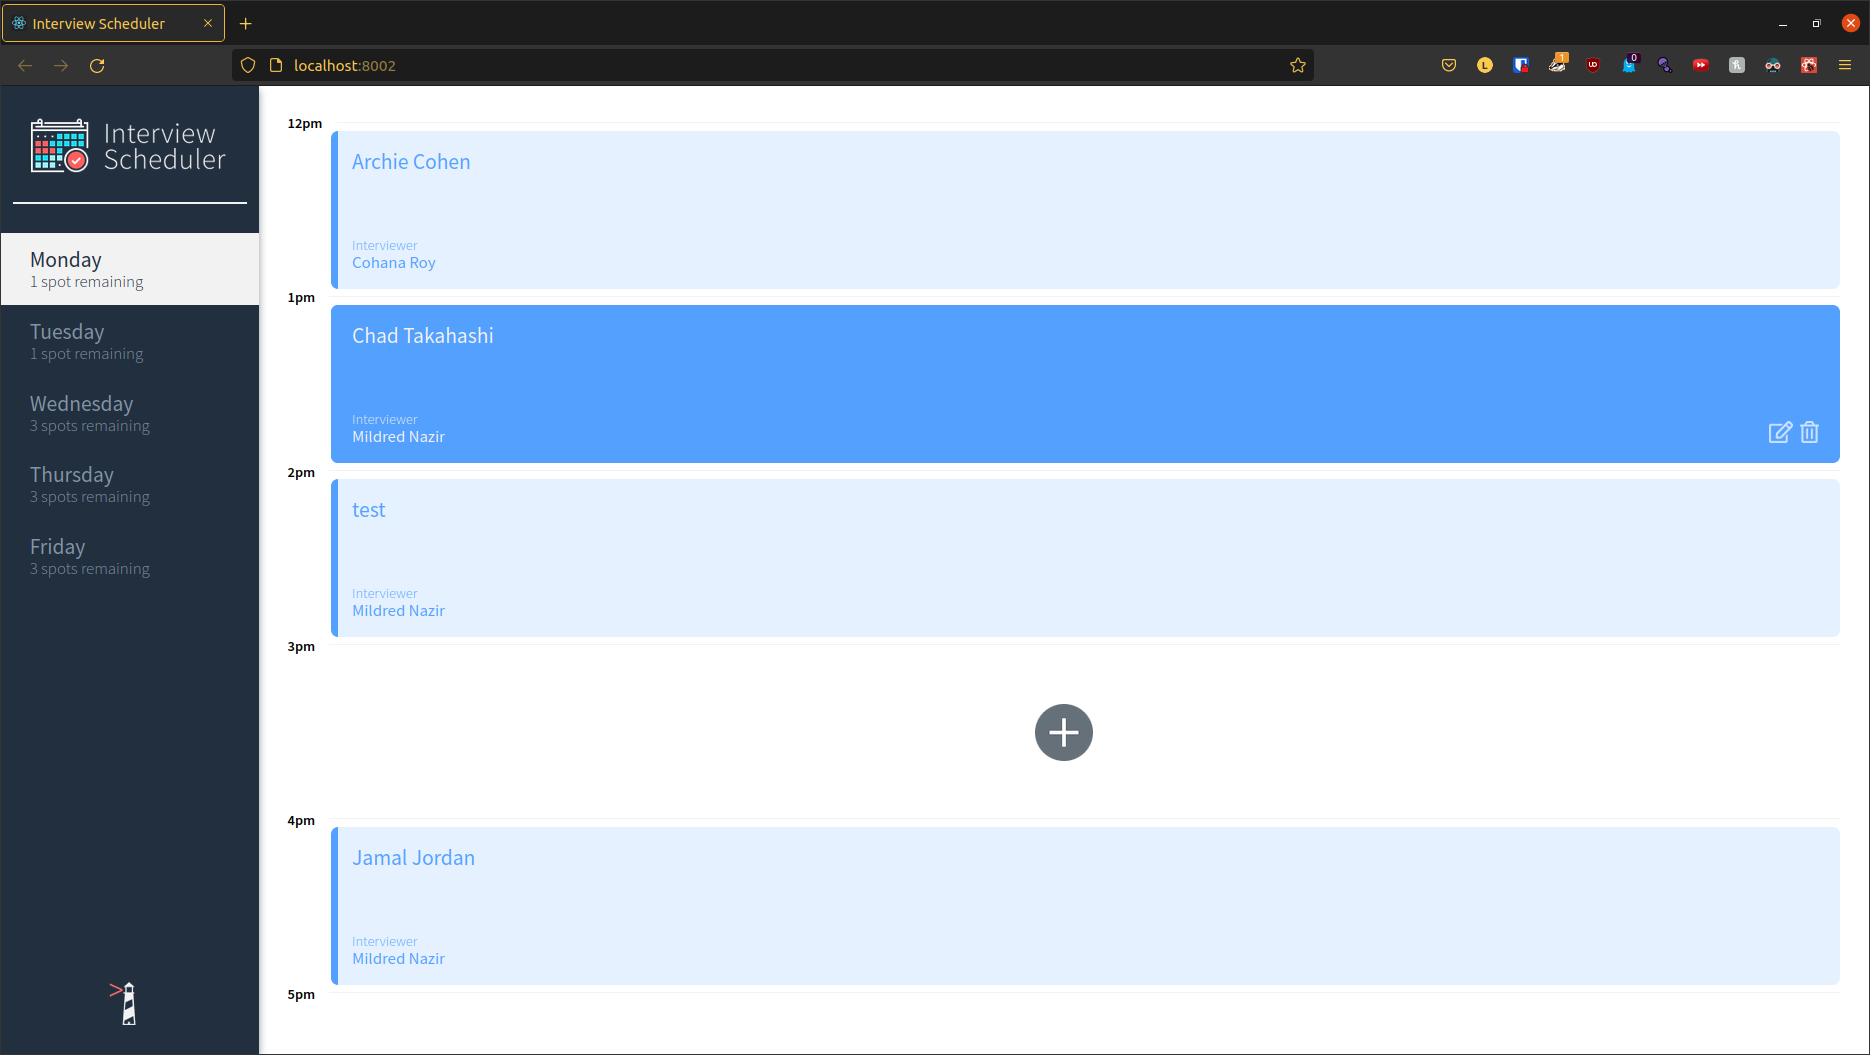 Interview Scheduler
localhost:8002
L
1
0
Interview
Scheduler
Monday
1 spot remaining
Tuesday
1 spot remaining
Wednesday
3 spots remaining
Thursday
3 spots remaining
Friday
3 spots remaining
12pm
Archie Cohen
Interviewer
Cohana Roy
1pm
Chad Takahashi
Interviewer
Mildred Nazir
2pm
test
Interviewer
Mildred Nazir
3pm
4pm
Jamal Jordan
Interviewer
Mildred Nazir
5pm